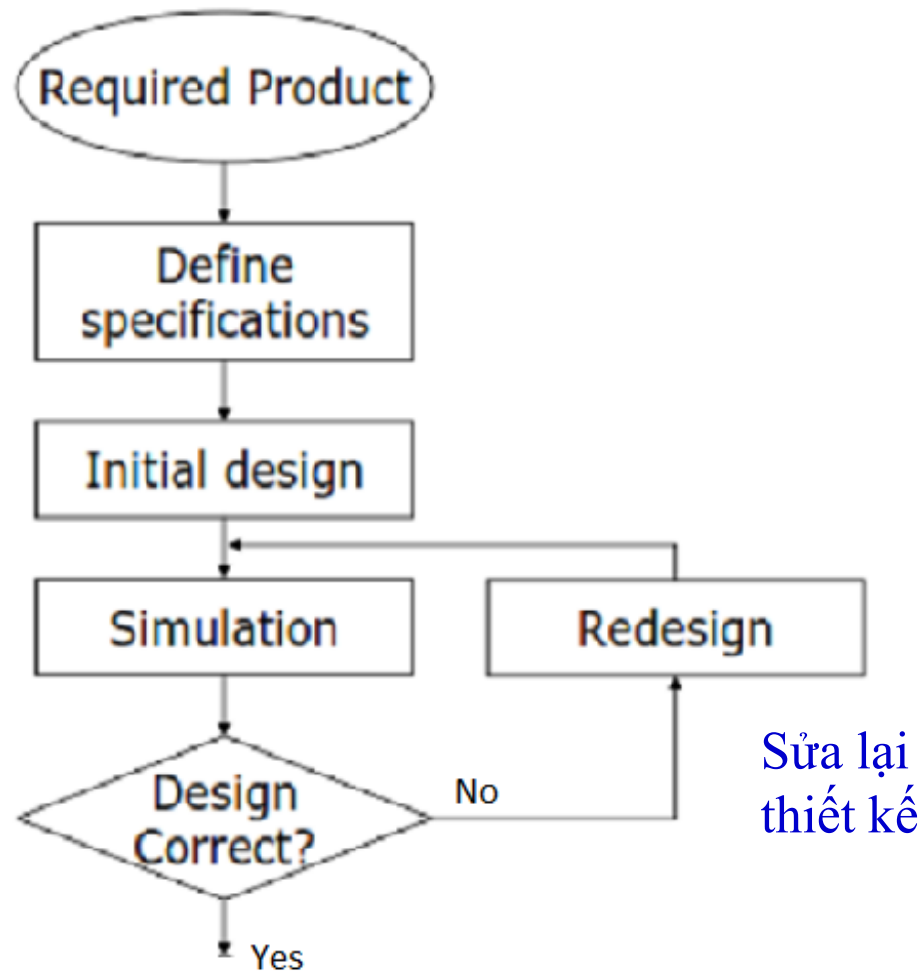 Required Product
Define
specifications
Initial design
Simulation
Redesign
Design
Correct?
No
Sửa lại
thiết kế
Yes